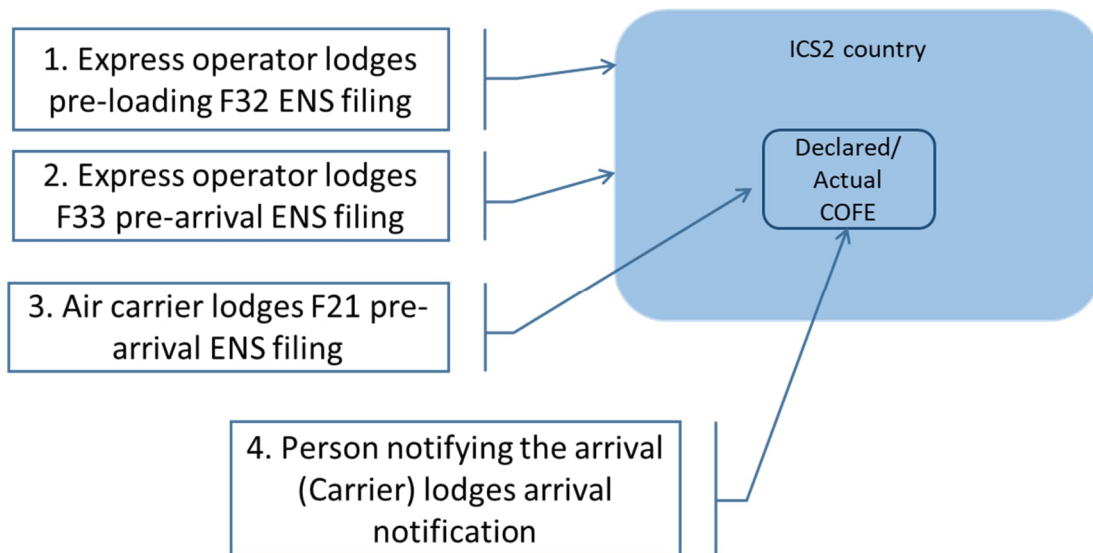 1. Express operator lodges
pre-loading F32 ENS filing
2. Express operator lodges
F33 pre-arrival ENS filing
3. Air carrier lodges F21 pre-
arrival ENS filing
4. Person notifying the arrival
(Carrier) lodges arrival
notification
ICS2 country
Declared/
Actual
COFE